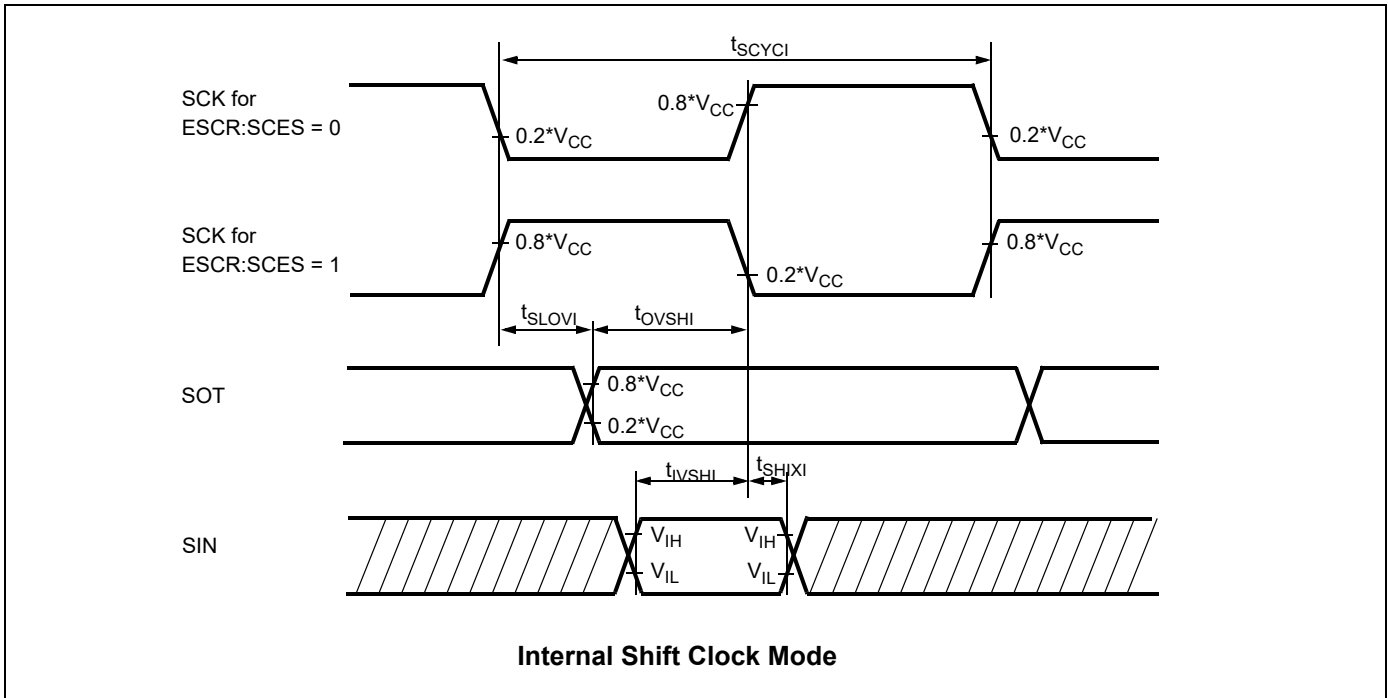 tSCYCI
SCK for
ESCR:SCES = 0
0.8*VCC
0.2*VCC
0.2*VCC
SCK for
ESCR:SCES = 1
0.8*VCC
0.8*VCC
0.2*VCC
tSLOVI
tOVSHI
SOT
0.8*VCC
0.2*VCC
tIVSHI
tSHIXI
SIN
VIH
VIH
VIL
VIL
Internal Shift Clock Mode